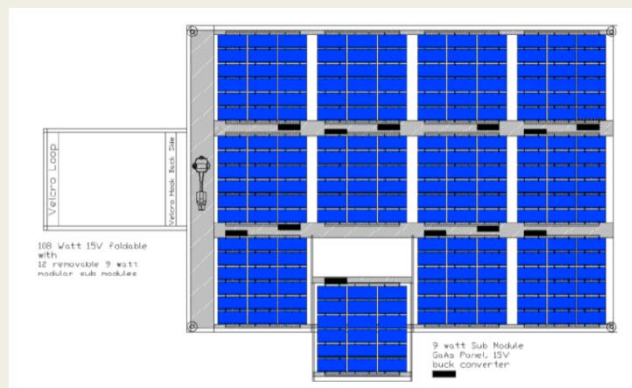 Velcro Loop
Velcro Hook Back Side
108 Watt 15V foldable
with
12 removable 9 watt
modular sub modules
9 watt Sub Module
GaAs Panel, 15V
buck converter